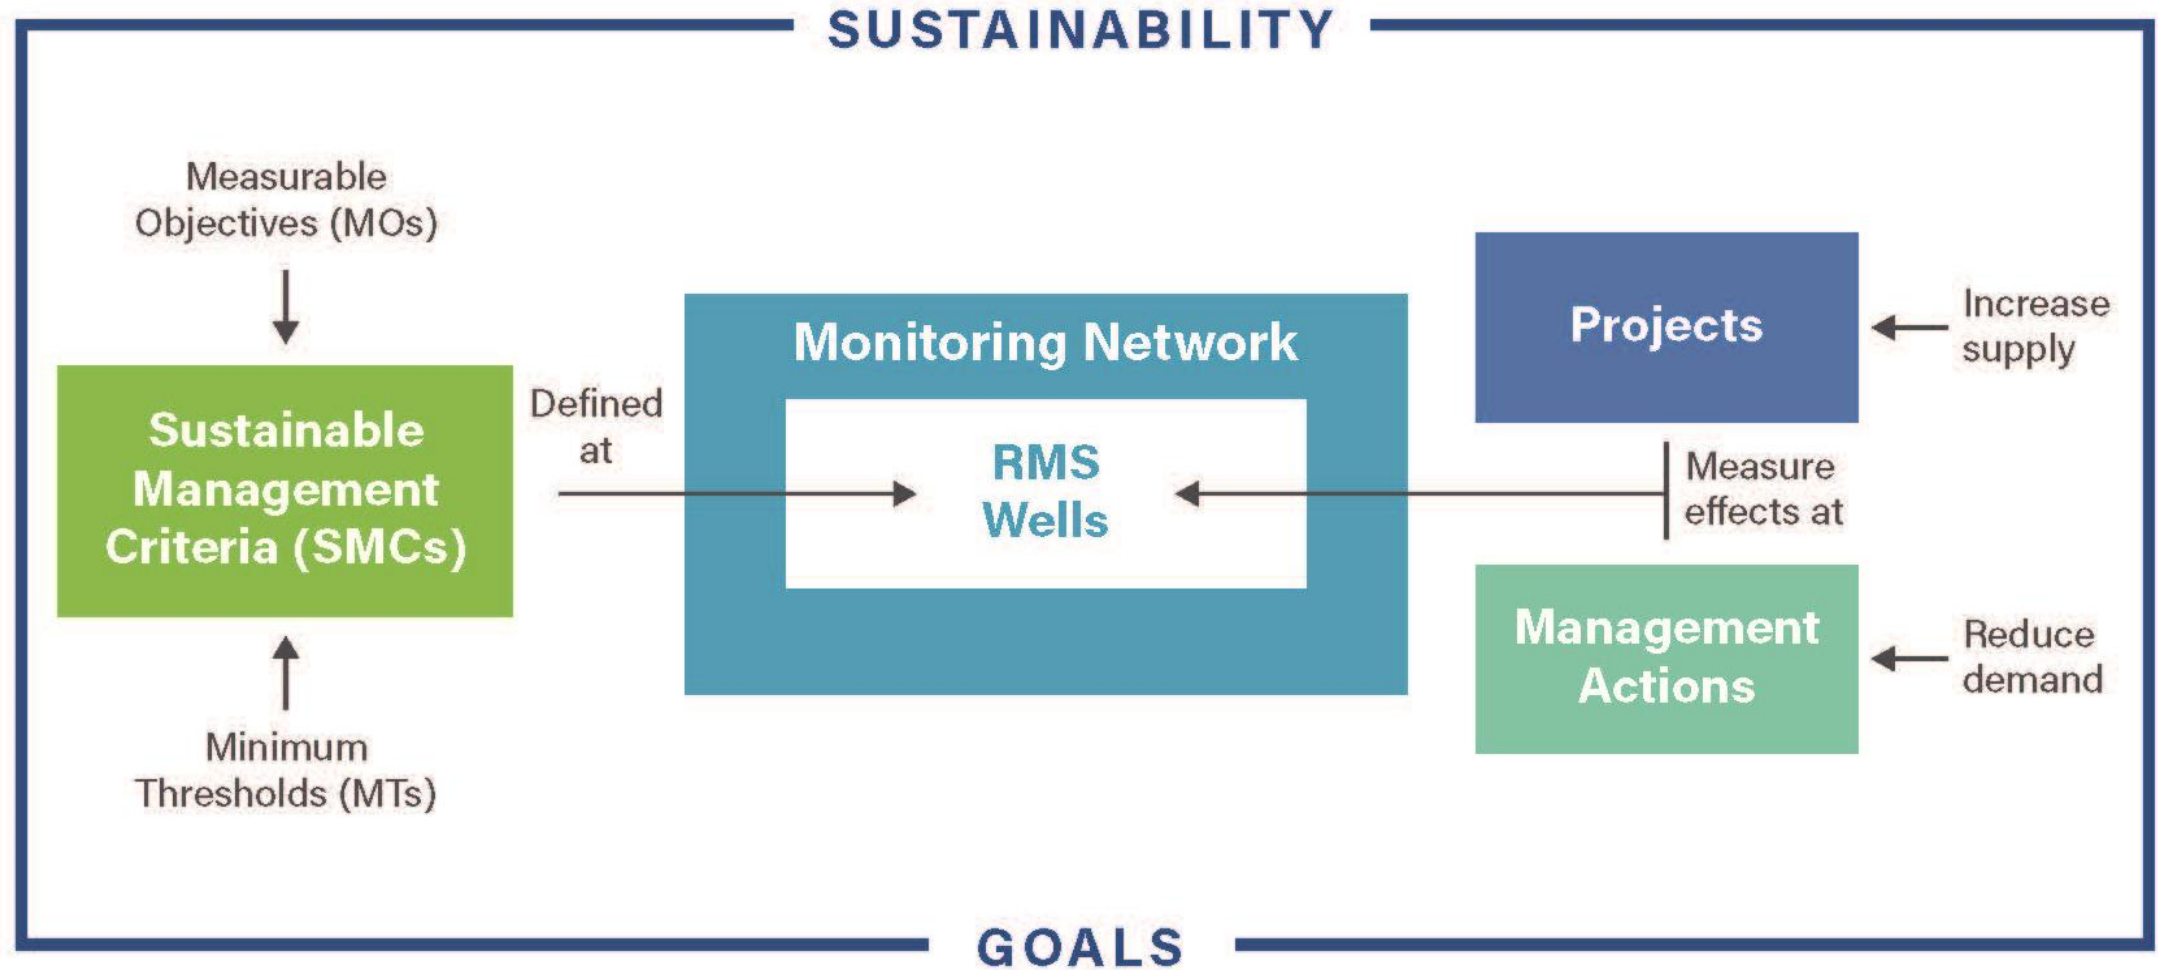 SUSTAINABILITY
Measurable
Objectives (MOs)
Sustainable
Management
Criteria (SMCs)
Minimum
Thresholds (MTs)
Defined
at
Monitoring Network
RMS
Wells
Projects
Increase
supply
Measure
effects at
Management
Actions
Reduce
demand
GOALS